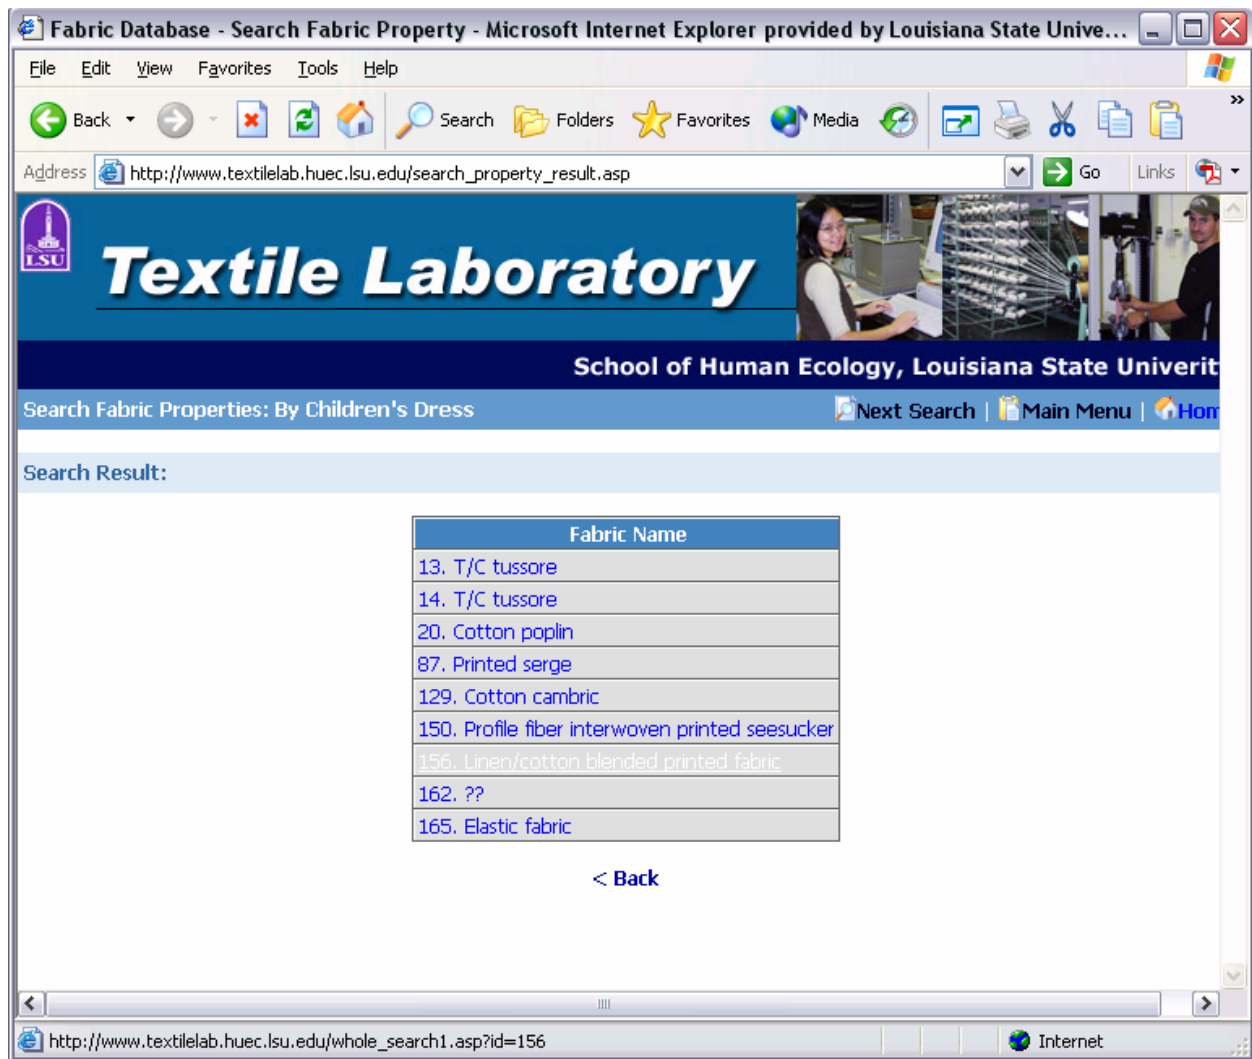 Fabric Database - Search Fabric Property - Microsoft Internet Explorer provided by Louisiana State Unive...
File Edit View Favorites Tools Help
Back Search Folders Favorites Media »
Address http://www.textilelab.huec.lsu.edu/search_property_result.asp Go Links
LSU
Textile Laboratory
School of Human Ecology, Louisiana State Univerit
Search Fabric Properties: By Children's Dress Next Search | Main Menu | Hom
Search Result:
Fabric Name
13. T/C tussore
14. T/C tussore
20. Cotton poplin
87. Printed serge
129. Cotton cambric
150. Profile fiber interwoven printed seesucker
156. Linen/cotton blended printed fabric
162. ??
165. Elastic fabric
< Back
http://www.textilelab.huec.lsu.edu/whole_search1.asp?id=156 Internet